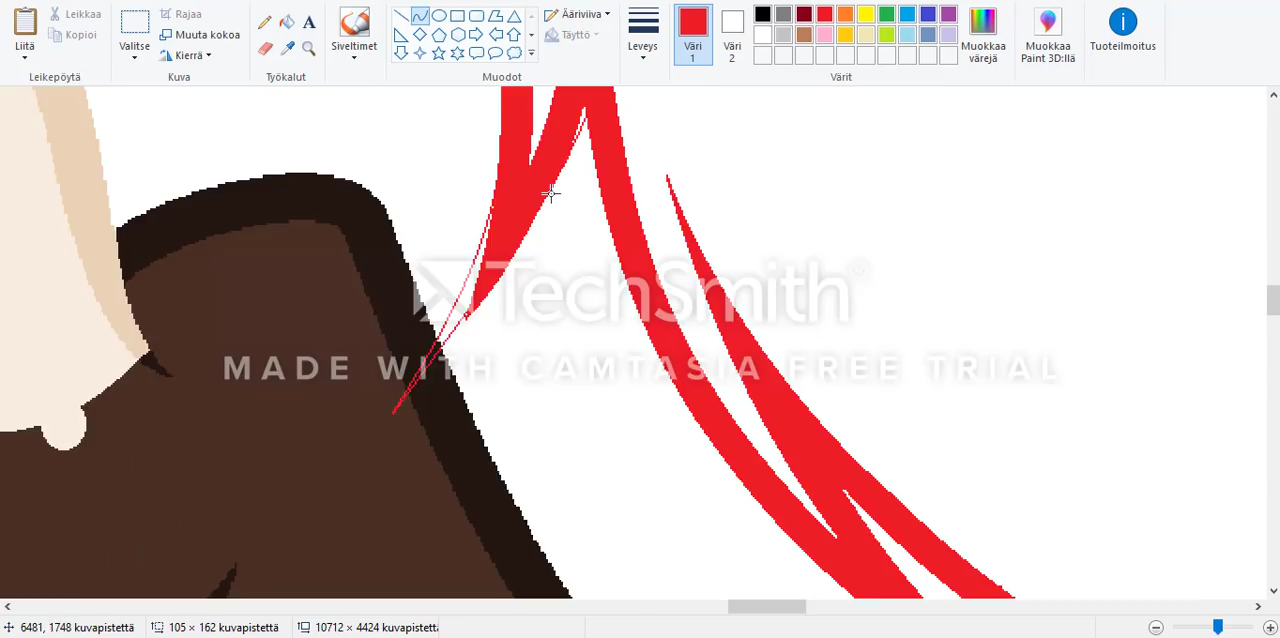 Liitä
Leikkaa
Kopioi
Leikepöytä
Valitse
Rajaa
Muuta kokoa
Kierrä
Kuva
A
Työkalut
Siveltimet
Ääriviiva
Täyttö
Muodot
Leveys
Väri
1
Väri
2
Värit
Muokkaa
värejä
Muokkaa
Paint 3D:llä
Tuoteilmoitus
TechSmith®
MADE WITH CAMTASIA FREE TRIAL
6481, 1748 kuvapistettä
105 × 162 kuvapistettä
10712 × 4424 kuvapistettä